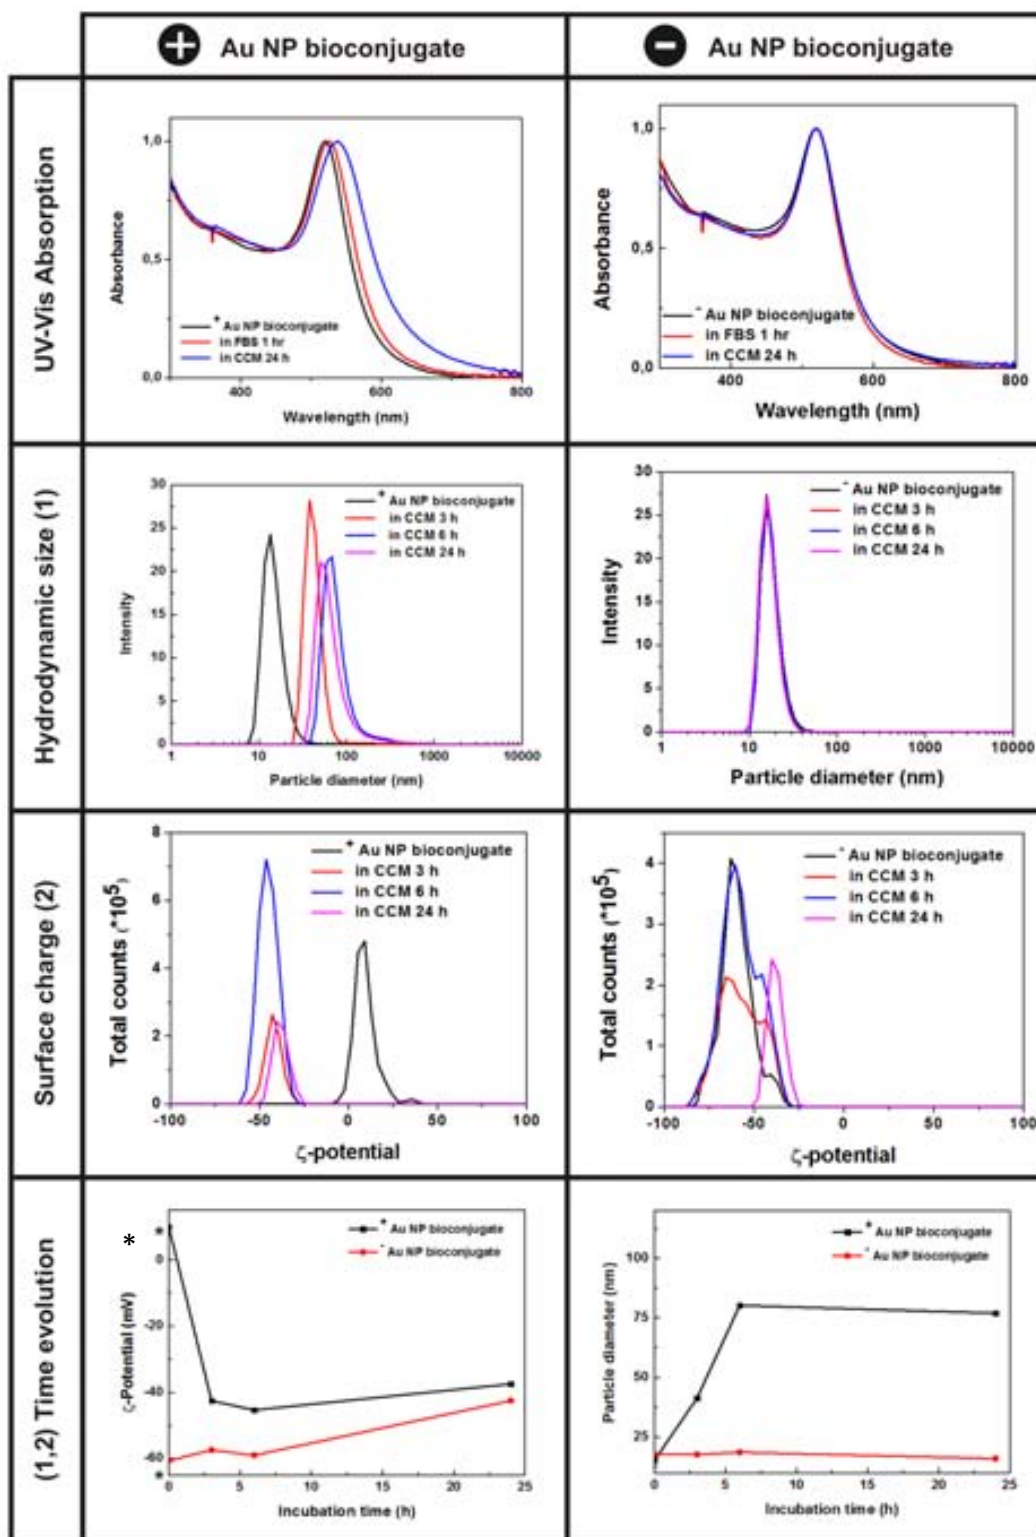 + Au NP bioconjugate
- Au NP bioconjugate
UV-Vis Absorption
1,0
0,5
0,0
Absorbance
+ Au NP bioconjugate
in FBS 1 hr
in CCM 24 h
400
600
800
Wavelength (nm)
1,0
0,5
0,0
Absorbance
- Au NP bioconjugate
in FBS 1 hr
in CCM 24 h
400
600
800
Wavelength (nm)
Hydrodynamic size (1)
30
25
20
15
10
5
0
Intensity
+ Au NP bioconjugate
in CCM 3 h
in CCM 6 h
in CCM 24 h
1
10
100
1000
10000
Particle diameter (nm)
30
25
20
15
10
5
0
Intensity
- Au NP bioconjugate
in CCM 3 h
in CCM 6 h
in CCM 24 h
1
10
100
1000
10000
Particle diameter (nm)
Surface charge (2)
8
6
4
2
0
Total counts (*10⁵)
+ Au NP bioconjugate
in CCM 3 h
in CCM 6 h
in CCM 24 h
-100
-50
0
50
100
ζ-potential
4
3
2
1
0
Total counts (*10⁵)
- Au NP bioconjugate
in CCM 3 h
in CCM 6 h
in CCM 24 h
-100
-50
0
50
100
ζ-potential
(1,2) Time evolution
*
*
0
-20
-40
-60
*
ζ-Potential (mV)
+ Au NP bioconjugate
- Au NP bioconjugate
0
5
10
15
20
25
Incubation time (h)
100
75
50
25
Particle diameter (nm)
+ Au NP bioconjugate
- Au NP bioconjugate
0
5
10
15
20
25
Incubation time (h)